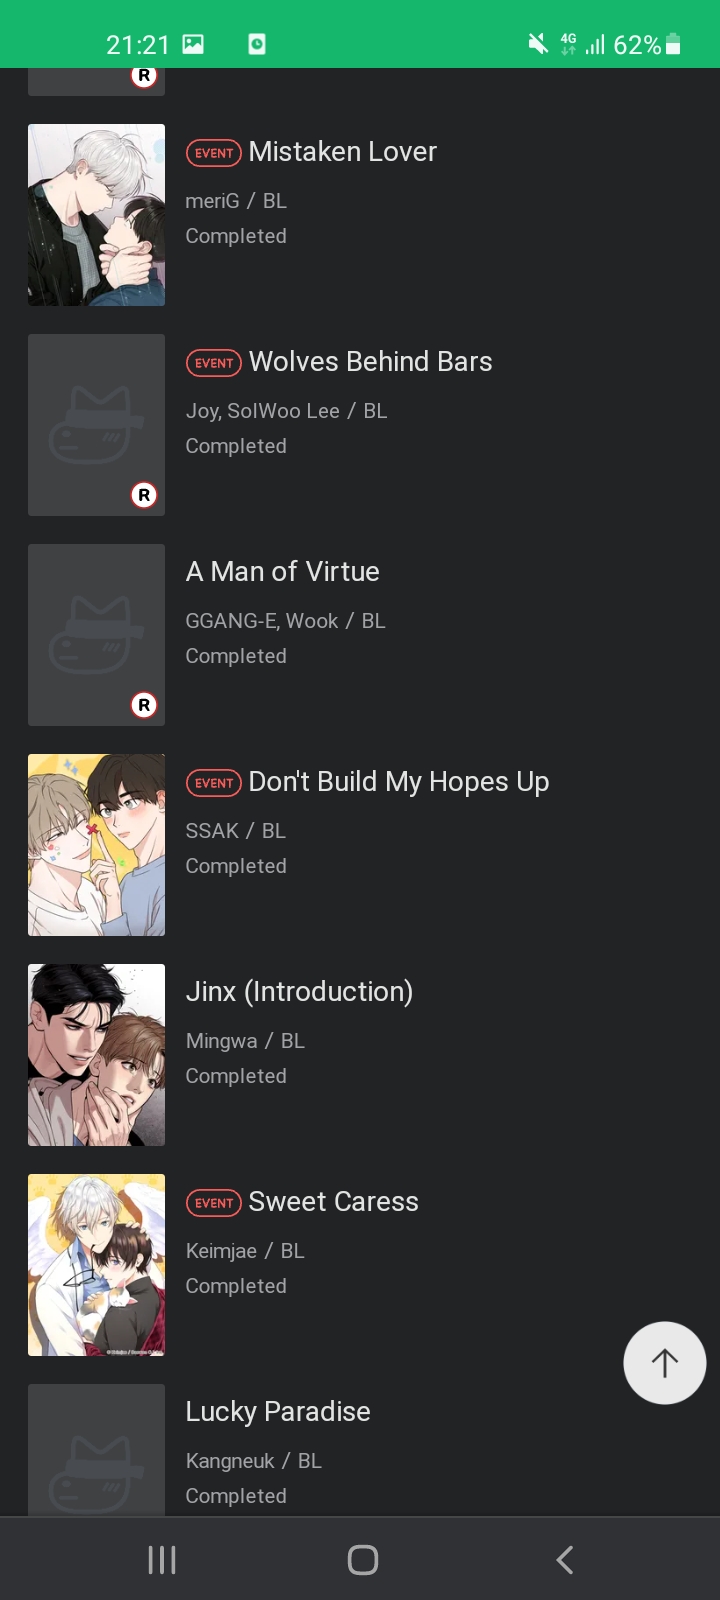 21:21 4G 62%
R
EVENT Mistaken Lover
meriG / BL
Completed
EVENT Wolves Behind Bars
Joy, SolWoo Lee / BL
Completed
R
A Man of Virtue
GGANG-E, Wook / BL
Completed
R
EVENT Don't Build My Hopes Up
SSAK / BL
Completed
Jinx (Introduction)
Mingwa / BL
Completed
EVENT Sweet Caress
Keimjae / BL
Completed
Lucky Paradise
Kangneuk / BL
Completed